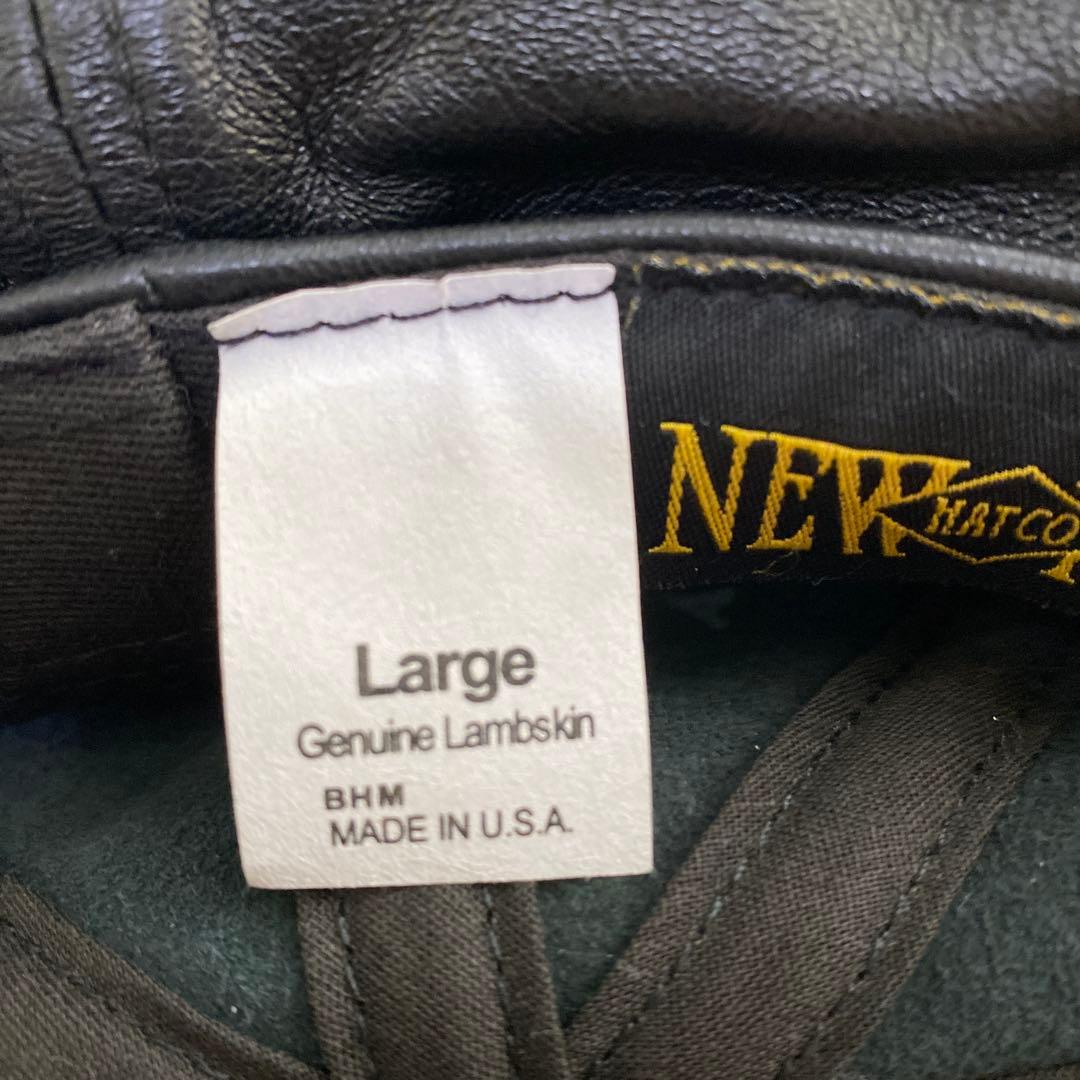 Large
Genuine Lambskin
BHM
MADE IN U.S.A.
NEW
HAT CO